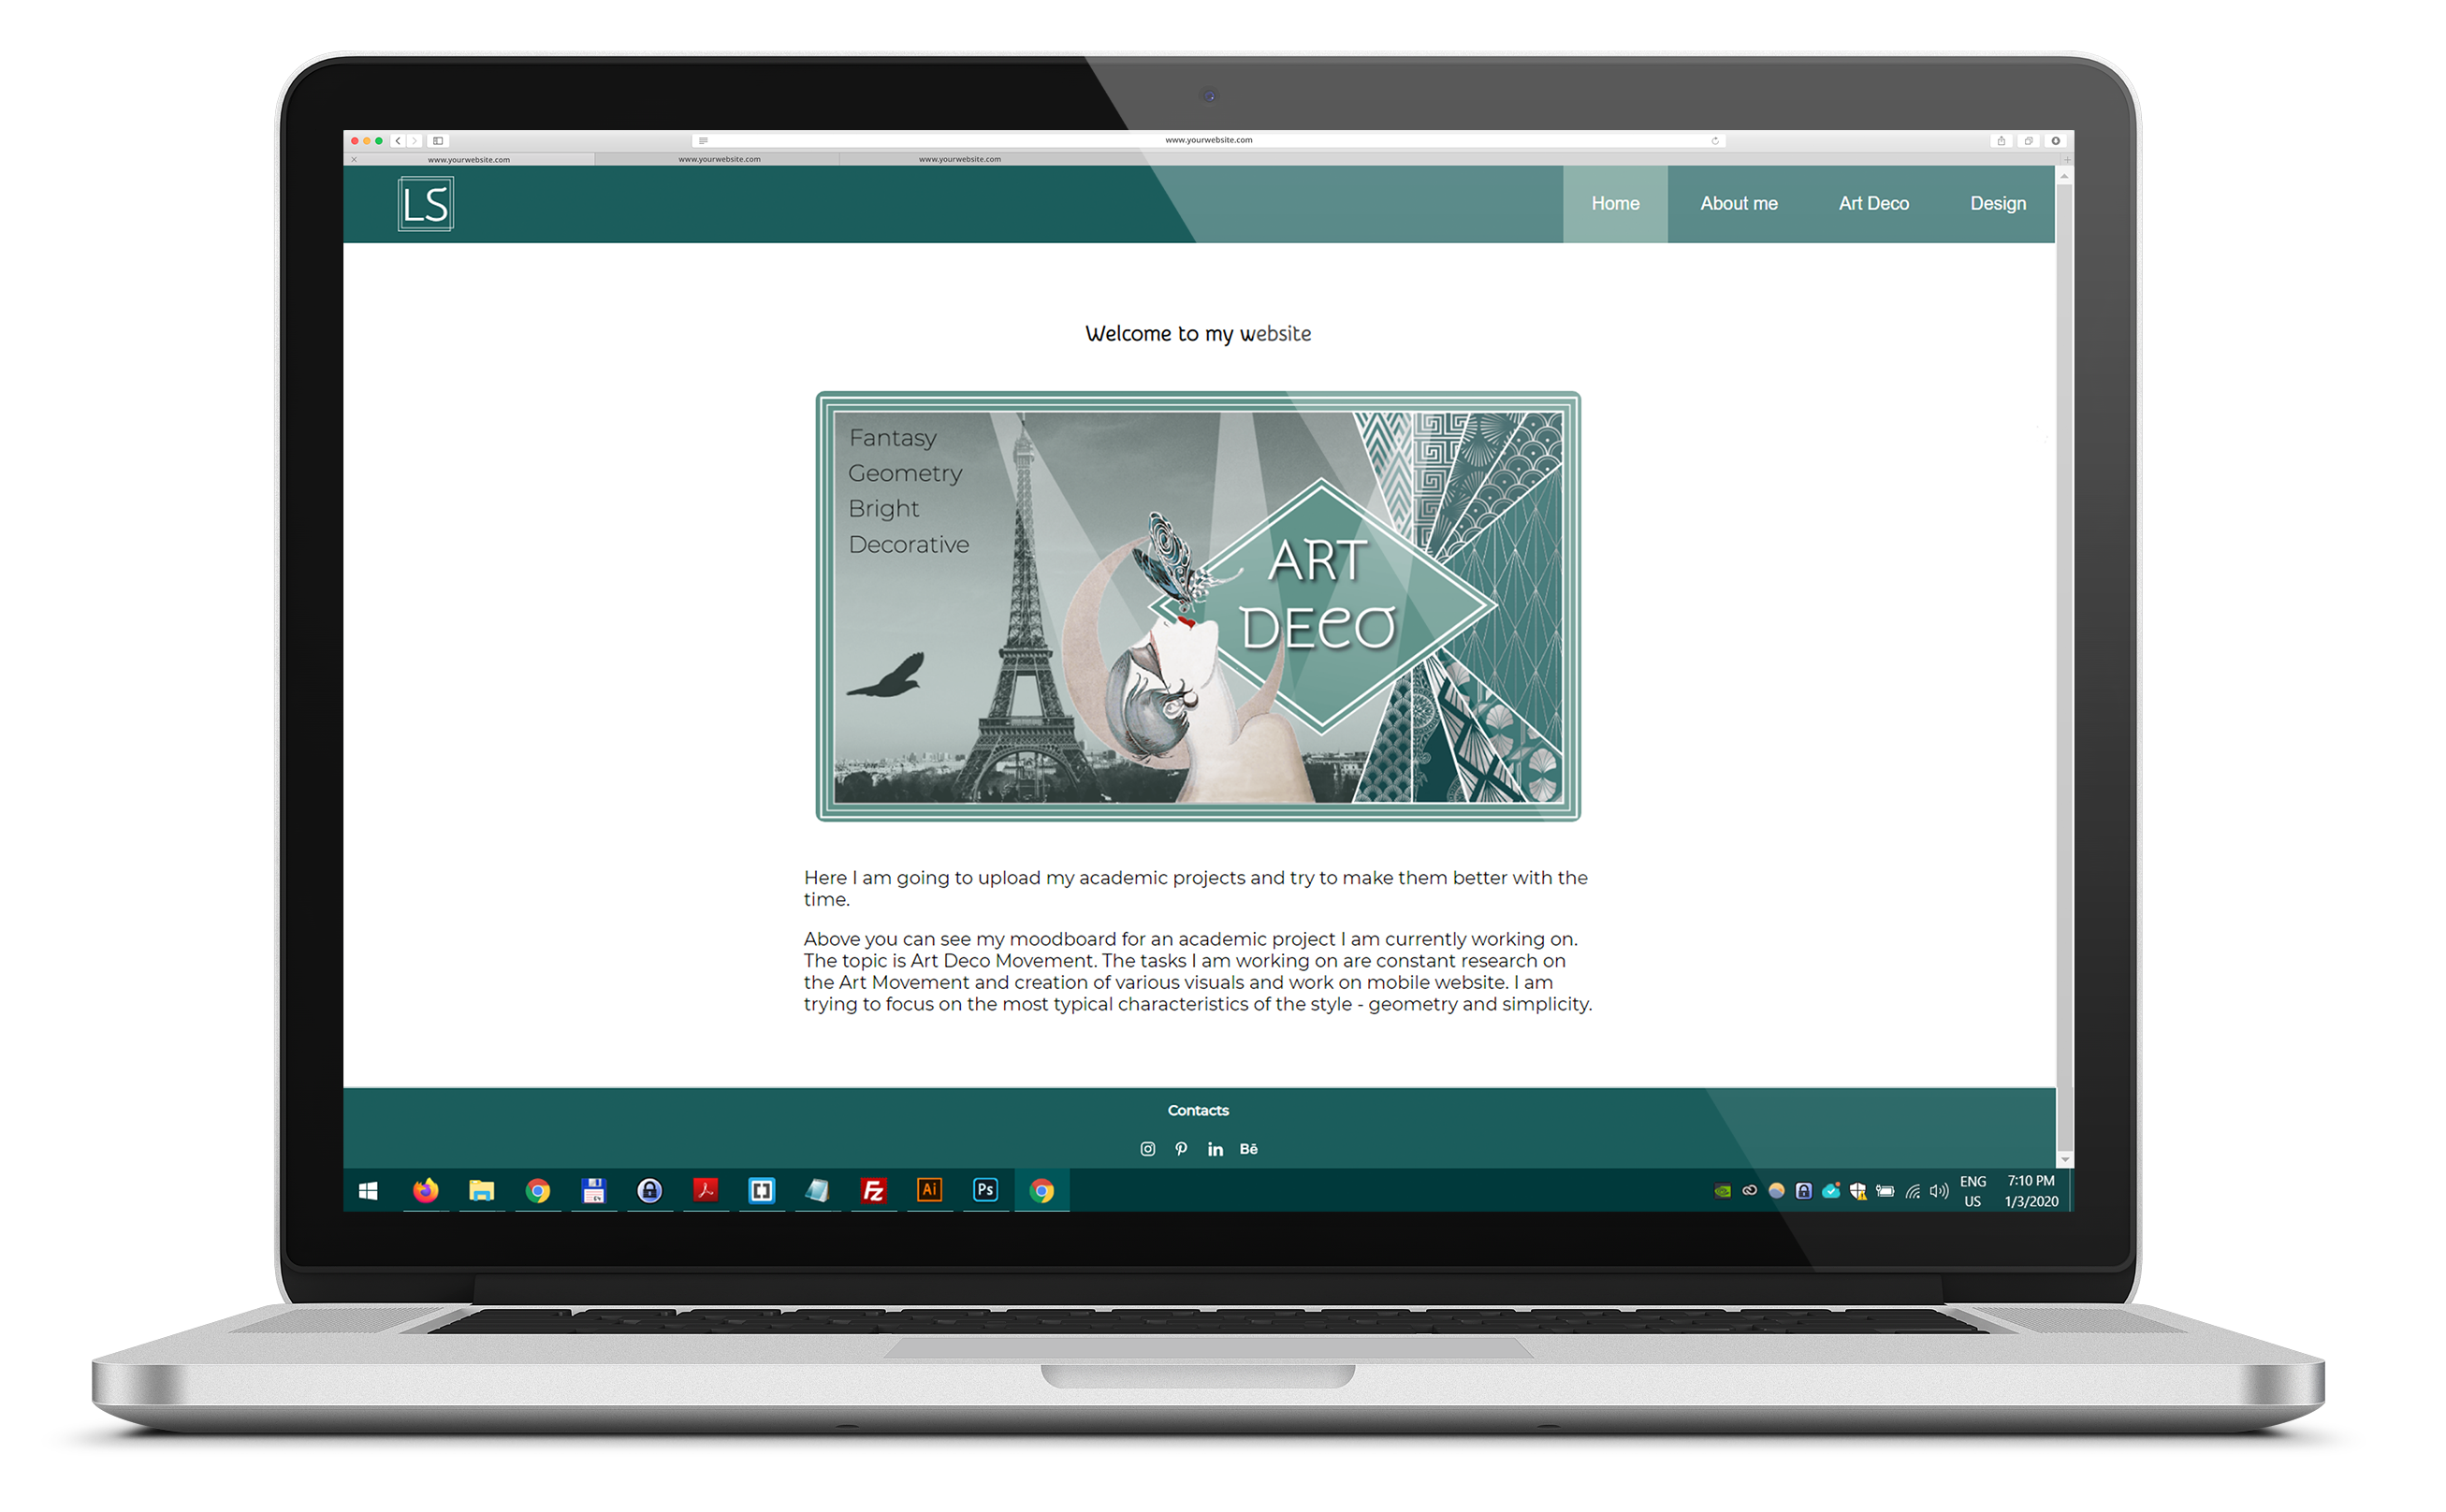 www.yourwebsite.com
www.yourwebsite.com
www.yourwebsite.com
www.yourwebsite.com
LS
Home
About me
Art Deco
Design
Welcome to my website
Fantasy
Geometry
Bright
Decorative
ART
DECO
Here I am going to upload my academic projects and try to make them better with the
time.
Above you can see my moodboard for an academic project I am currently working on.
The topic is Art Deco Movement. The tasks I am working on are constant research on
the Art Movement and creation of various visuals and work on mobile website. I am
trying to focus on the most typical characteristics of the style - geometry and simplicity.
Contacts
in
Bē
Fz
Ai
Ps
ENG
US
7:10 PM
1/3/2020